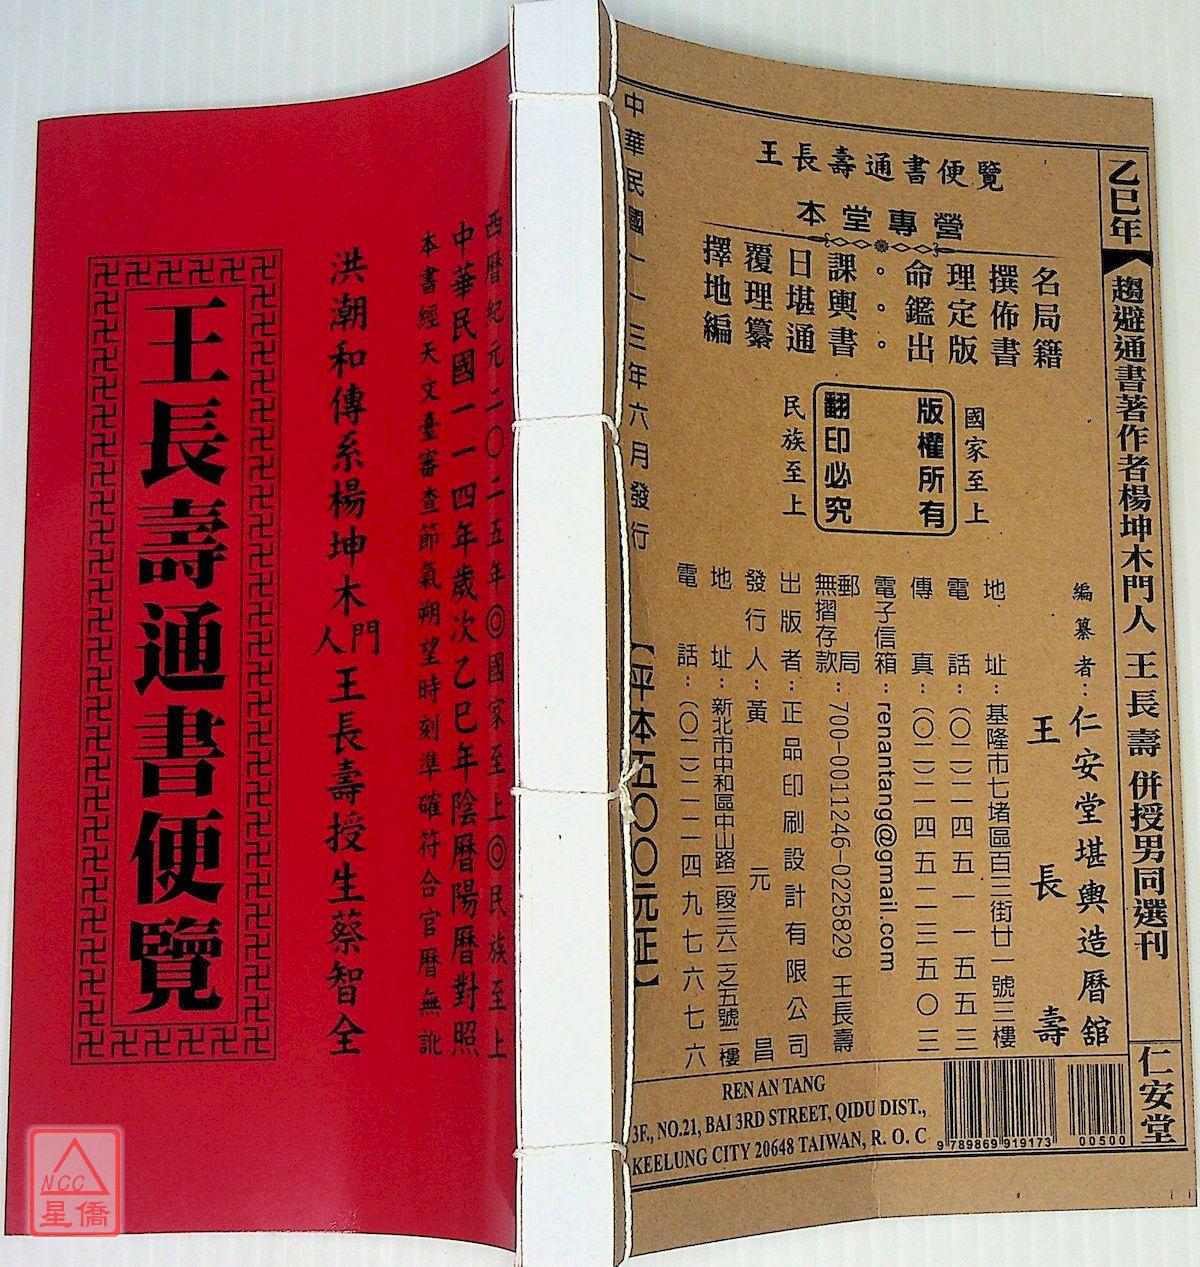 西曆紀元二〇二五年◎國家至上◎民族至上
中華民國一一四年歲次乙巳年陰曆陽曆對照
本書經天文臺審查節氣朔望時刻準確符合官曆無訛
洪潮和傳系楊坤木門人王長壽授生蔡智全
王長壽通書便覽
NCC
星僑
乙巳年
趨避通書著作者楊坤木門人 王長壽 併授男同選刊
仁安堂
王長壽通書便覽
本堂專營
名局籍
撰佈書
理定版
命鑑出
。。。
課輿書
日堪通
覆理纂
擇地編
國家至上
版權所有
翻印必究
民族至上
中華民國一一三年六月發行
編纂者:仁安堂堪輿造曆舘
王長壽
地址:基隆市七堵區百三街廿一號三樓
電話:(〇二)二四五一一五五三
傳真:(〇二)二四五一三五〇三
電子信箱:renantang@gmail.com
郵局無摺存款:700-0011246-0225829 王長壽
出版者:正品印刷設計有限公司
發行人:黃元昌
地址:新北市中和區中山路二段三六二之五號二樓
電話:(〇二)二二四九七六七六
【平本五〇〇元正】
REN AN TANG
3F., NO.21, BAI 3RD STREET, QIDU DIST.,
KEELUNG CITY 20648 TAIWAN, R. O. C
9 789869 919173
00500